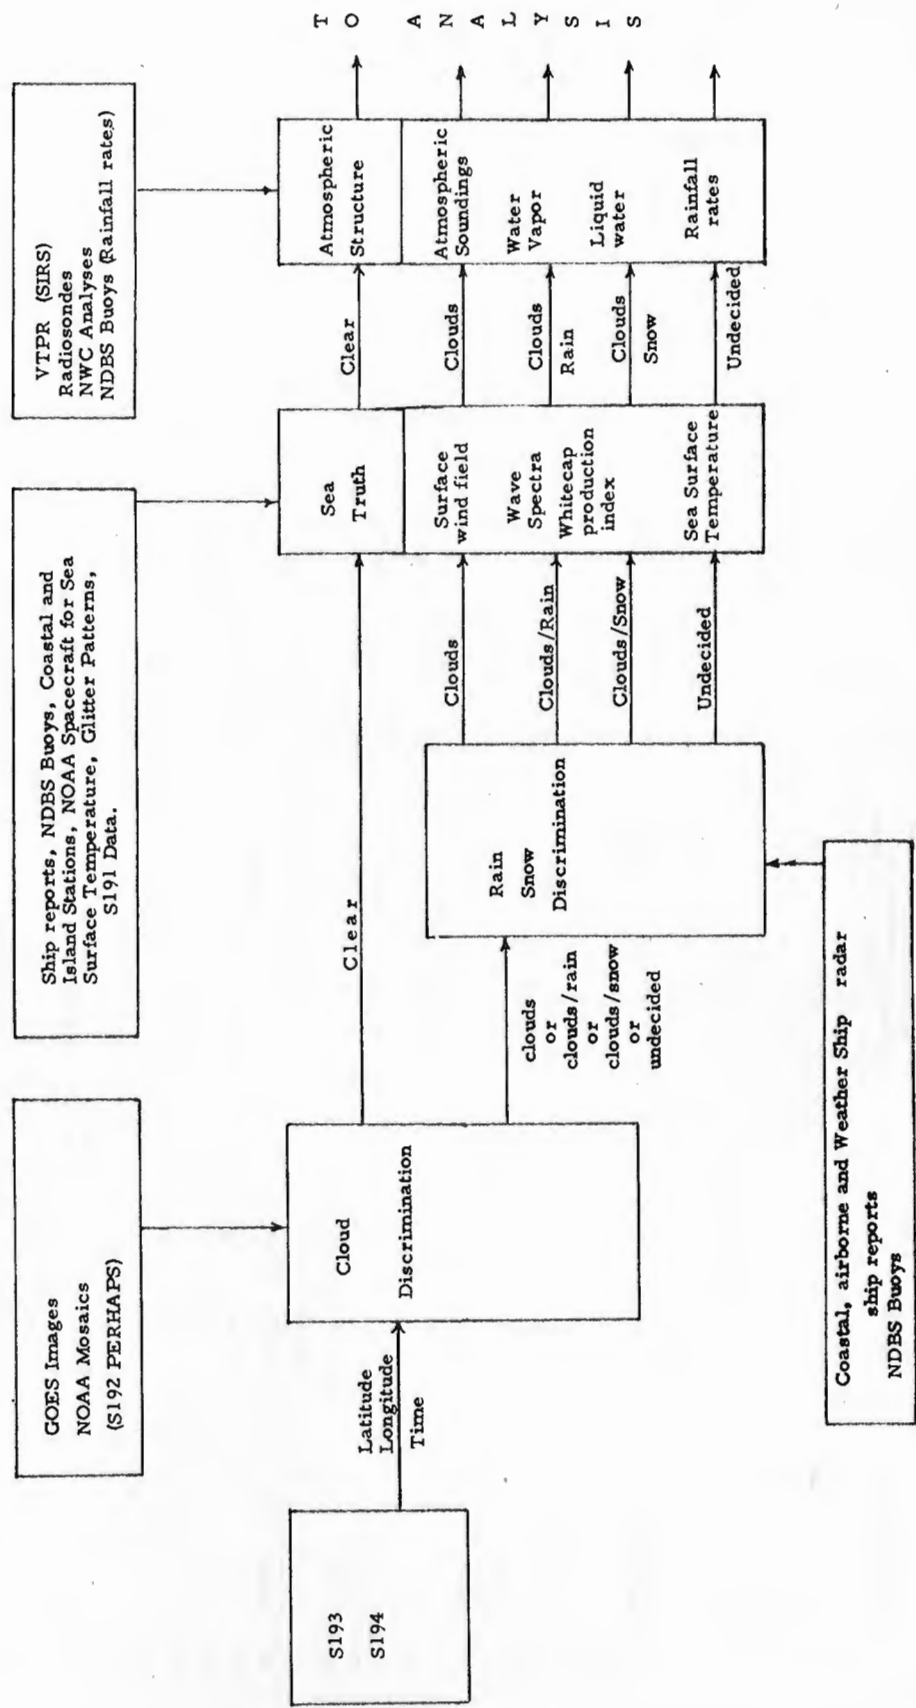 S193
S194
Latitude
Longitude
Time
GOES Images
NOAA Mosaics
(S192 PERHAPS)
Cloud
Discrimination
Clear
clouds
or
clouds/rain
or
clouds/snow
or
undecided
Coastal, airborne and Weather Ship radar
ship reports
NDBS Buoys
Rain
Snow
Discrimination
Clouds
Clouds/Rain
Clouds/Snow
Undecided
Ship reports, NDBS Buoys, Coastal and
Island Stations, NOAA Spacecraft for Sea
Surface Temperature, Glitter Patterns,
S191 Data.
Sea
Truth
Surface
wind field
Wave
Spectra
Whitecap
production
index
Sea Surface
Temperature
Clear
Clouds
Clouds
Rain
Clouds
Snow
Undecided
VTPR (SIRS)
Radiosondes
NWC Analyses
NDBS Buoys (Rainfall rates)
Atmospheric
Structure
Atmospheric
Soundings
Water
Vapor
Liquid
water
Rainfall
rates
TO ANALYSIS